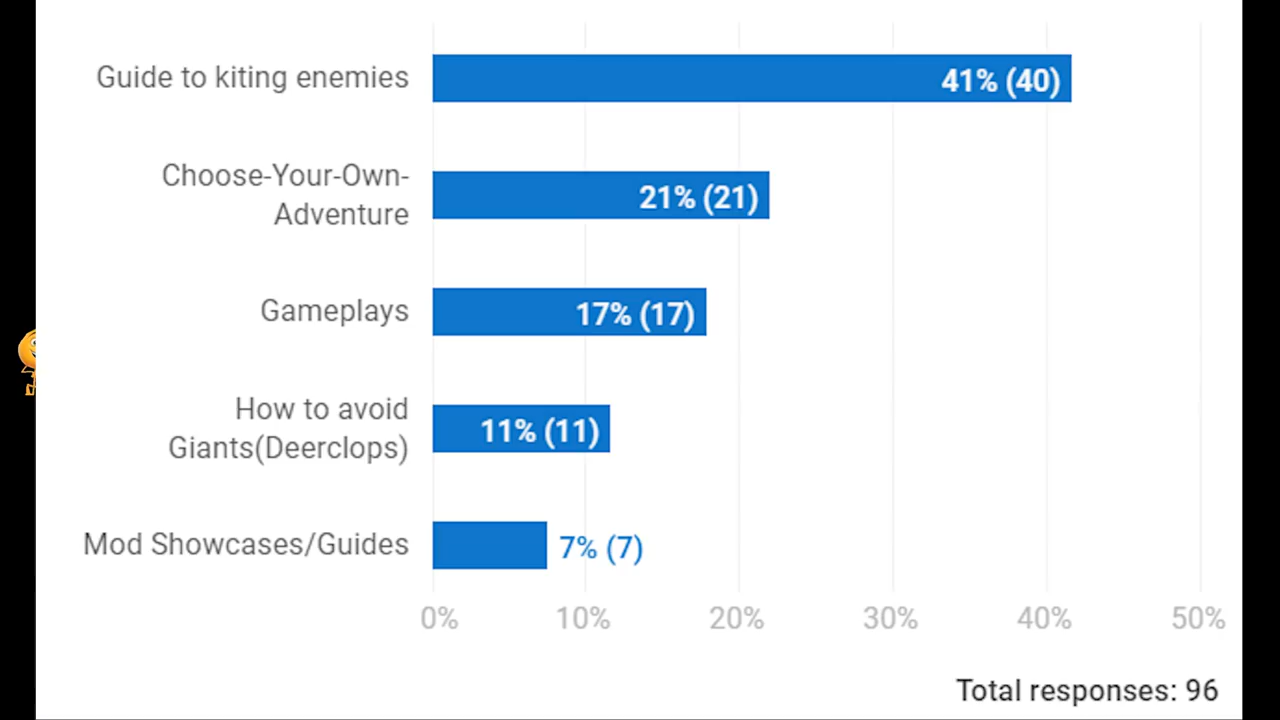 Guide to kiting enemies
41% (40)
Choose-Your-Own-
Adventure
21% (21)
Gameplays
17% (17)
How to avoid
Giants(Deerclops)
11% (11)
Mod Showcases/Guides
7% (7)
0% 10% 20% 30% 40% 50%
Total responses: 96